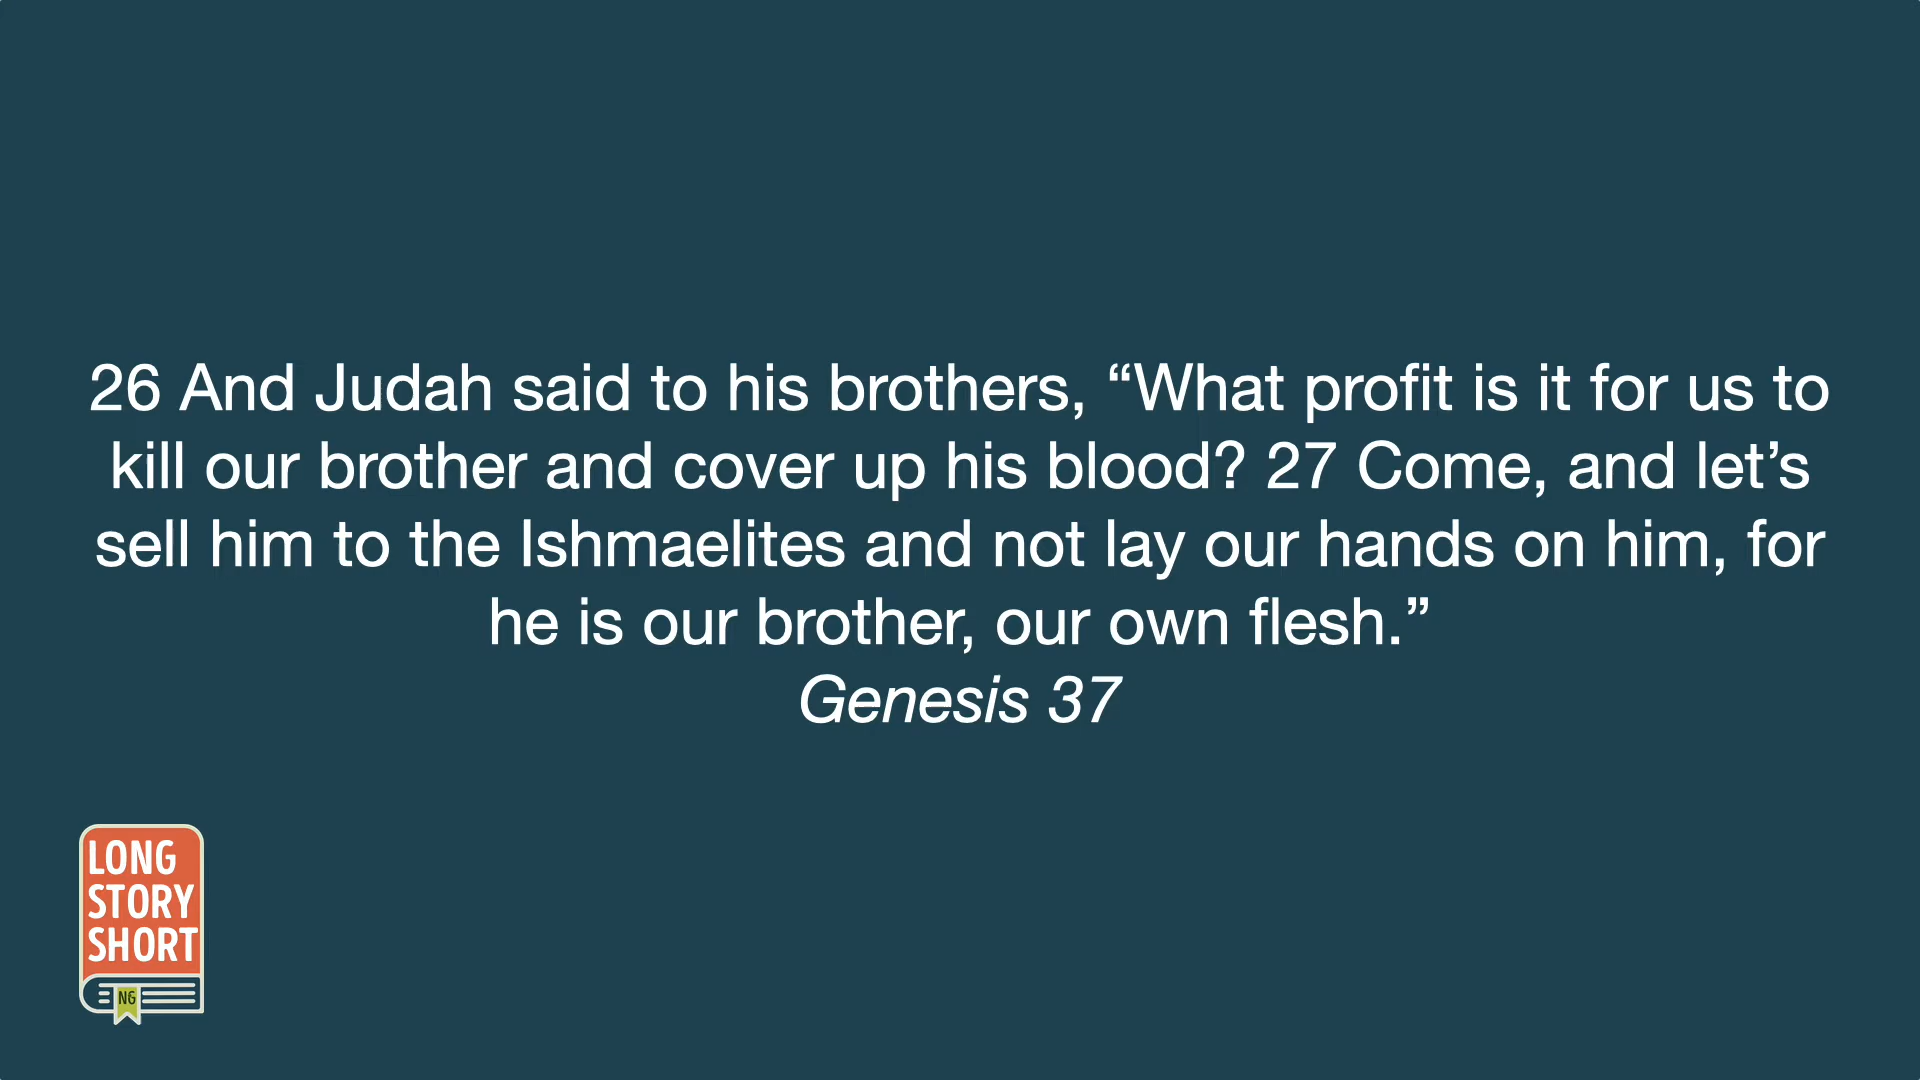 26 And Judah said to his brothers, “What profit is it for us to
kill our brother and cover up his blood? 27 Come, and let’s
sell him to the Ishmaelites and not lay our hands on him, for
he is our brother, our own flesh.”
Genesis 37
LONG
STORY
SHORT
NG